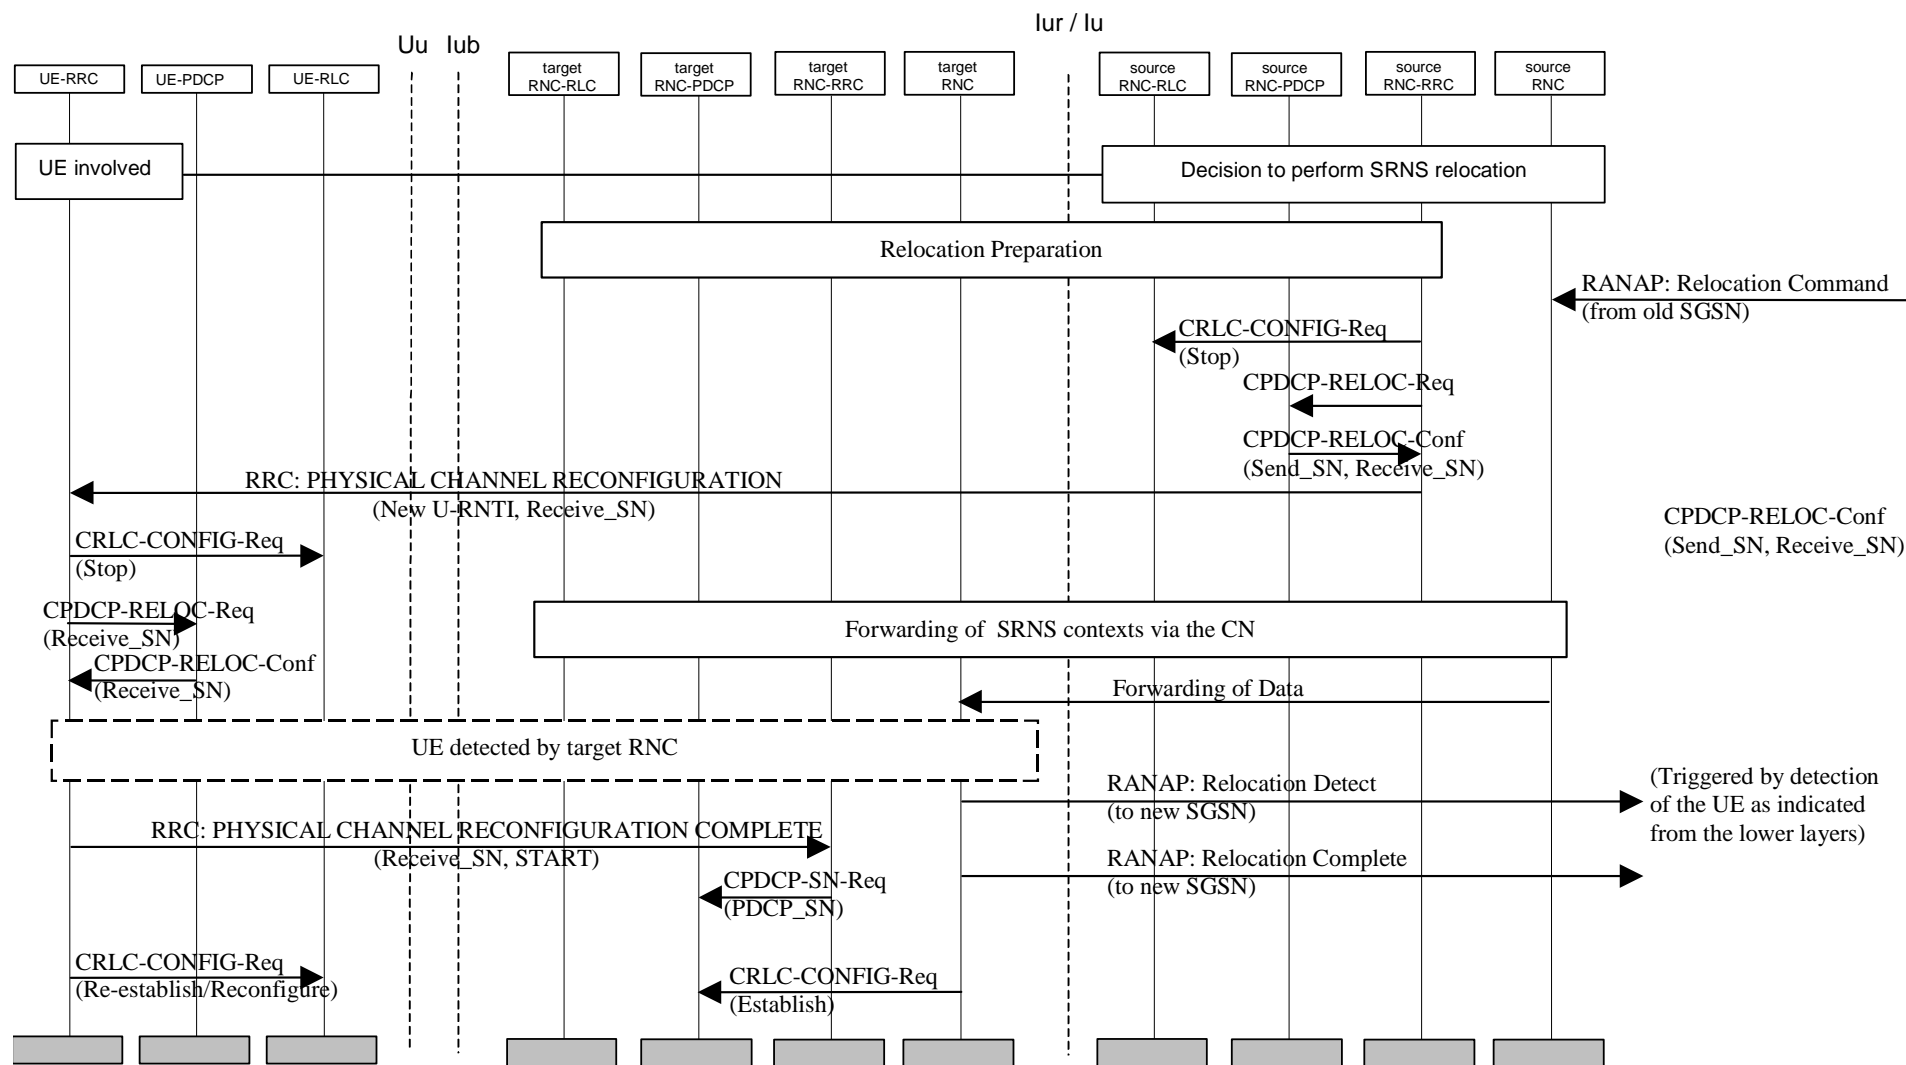 Iur / Iu
Uu
Iub
UE-RRC
UE-PDCP
UE-RLC
target
RNC-RLC
target
RNC-PDCP
target
RNC-RRC
target
RNC
source
RNC-RLC
source
RNC-PDCP
source
RNC-RRC
source
RNC
UE involved
Decision to perform SRNS relocation
Relocation Preparation
RANAP: Relocation Command
(from old SGSN)
CRLC-CONFIG-Req
(Stop)
CPDCP-RELOC-Req
CPDCP-RELOC-Conf
(Send_SN, Receive_SN)
RRC: PHYSICAL CHANNEL RECONFIGURATION
(New U-RNTI, Receive_SN)
CPDCP-RELOC-Conf
(Send_SN, Receive_SN)
CRLC-CONFIG-Req
(Stop)
CPDCP-RELOC-Req
(Receive_SN)
Forwarding of SRNS contexts via the CN
CPDCP-RELOC-Conf
(Receive_SN)
Forwarding of Data
UE detected by target RNC
RANAP: Relocation Detect
(to new SGSN)
(Triggered by detection
of the UE as indicated
from the lower layers)
RRC: PHYSICAL CHANNEL RECONFIGURATION COMPLETE
(Receive_SN, START)
RANAP: Relocation Complete
(to new SGSN)
CPDCP-SN-Req
(PDCP_SN)
CRLC-CONFIG-Req
(Re-establish/Reconfigure)
CRLC-CONFIG-Req
(Establish)